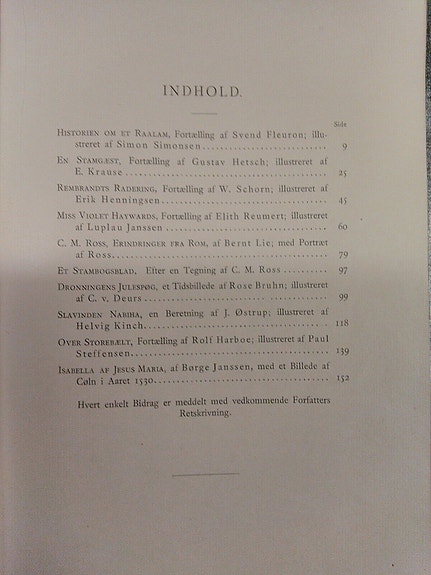 INDHOLD.
Side
HISTORIEN OM ET RAALAM, Fortælling af Svend Fleuron; illu-
streret af Simon Simonsen ........................ 9
EN STAMGÆST, Fortælling af Gustav Hetsch; illustreret af
E. Krause ........................ 25
REMBRANDTS RADERING, Fortælling af W. Schorn; illustreret af
Erik Henningsen ........................ 45
MISS VIOLET HAYWARDS, Fortælling af Elith Reumert; illustreret
af Luplau Janssen ........................ 60
C. M. ROSS, ERINDRINGER FRA ROM, af Bernt Lie; med Portræt
af Ross ........................ 79
ET STAMBOGSBLAD, Efter en Tegning af C. M. Ross .......... 97
DRONNINGENS JULESPØG, et Tidsbillede af Rose Bruhn; illustreret
af C. v. Deurs ........................ 99
SLAVINDEN NABIHA, en Beretning af J. Østrup; illustreret af
Helvig Kinch ........................ 118
OVER STOREBÆLT, Fortælling af Rolf Harboe; illustreret af Paul
Steffensen ........................ 139
ISABELLA AF JESUS MARIA, af Børge Janssen, med et Billede af
Cøln i Aaret 1530 ........................ 152
Hvert enkelt Bidrag er meddelt med vedkommende Forfatters
Retskrivning.